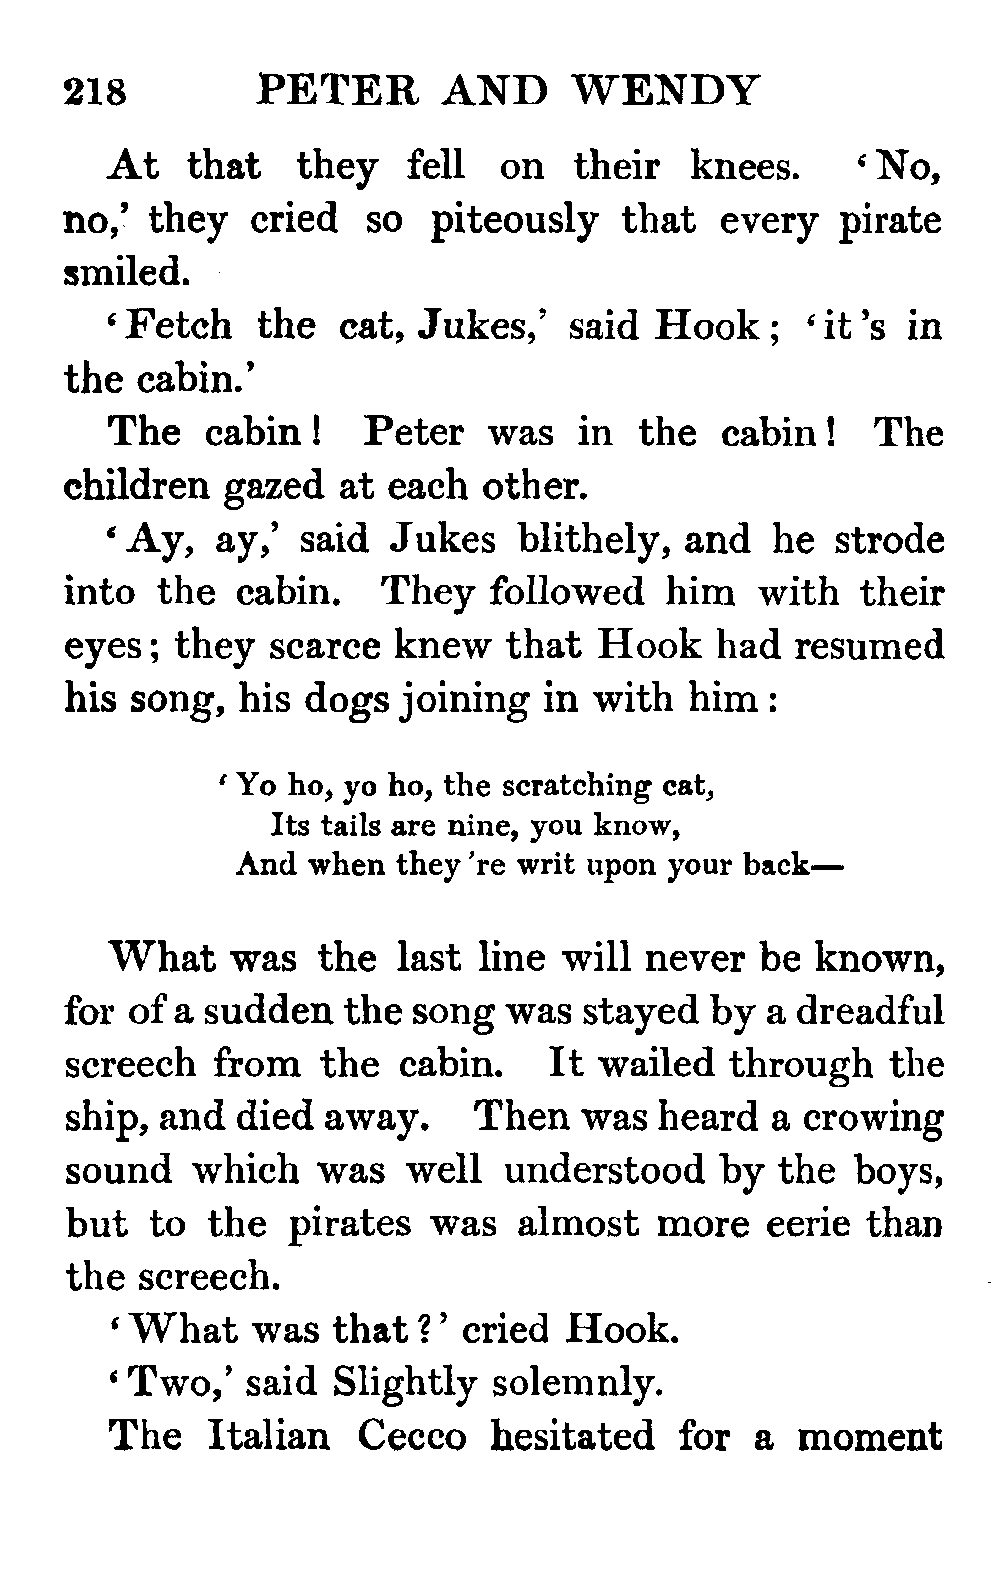 218 PETER AND WENDY
At that they fell on their knees. ‘No,
no,’ they cried so piteously that every pirate
smiled.
‘Fetch the cat, Jukes,’ said Hook; ‘it’s in
the cabin.’
The cabin! Peter was in the cabin! The
children gazed at each other.
‘Ay, ay,’ said Jukes blithely, and he strode
into the cabin. They followed him with their
eyes; they scarce knew that Hook had resumed
his song, his dogs joining in with him:
‘Yo ho, yo ho, the scratching cat,
Its tails are nine, you know,
And when they’re writ upon your back—
What was the last line will never be known,
for of a sudden the song was stayed by a dreadful
screech from the cabin. It wailed through the
ship, and died away. Then was heard a crowing
sound which was well understood by the boys,
but to the pirates was almost more eerie than
the screech.
‘What was that?’ cried Hook.
‘Two,’ said Slightly solemnly.
The Italian Cecco hesitated for a moment